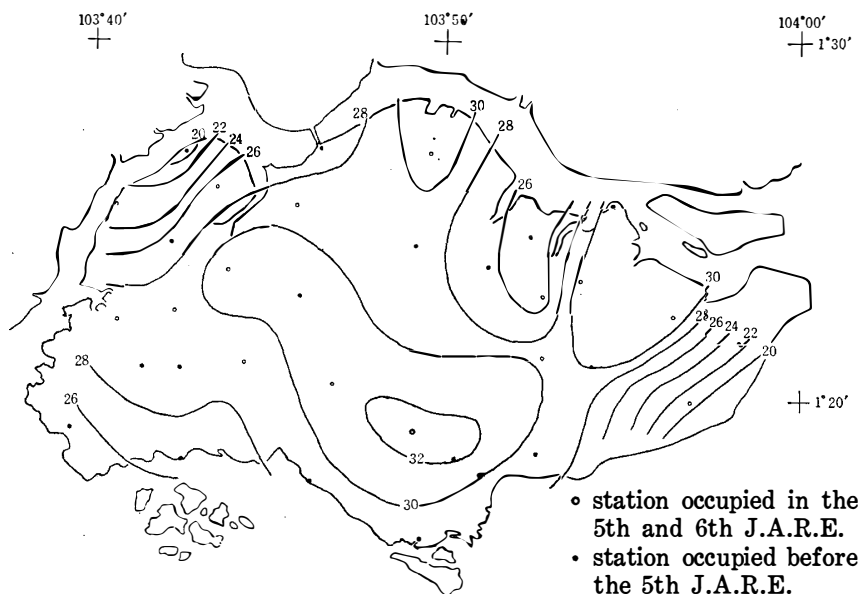 103°40′ 103°50′ 104°00′
1°30′
28 30 28
20 22 24 26
26
30
28 26 24 22 20
28
26
1°20′
32
30
∘ station occupied in the
5th and 6th J.A.R.E.
• station occupied before
the 5th J.A.R.E.